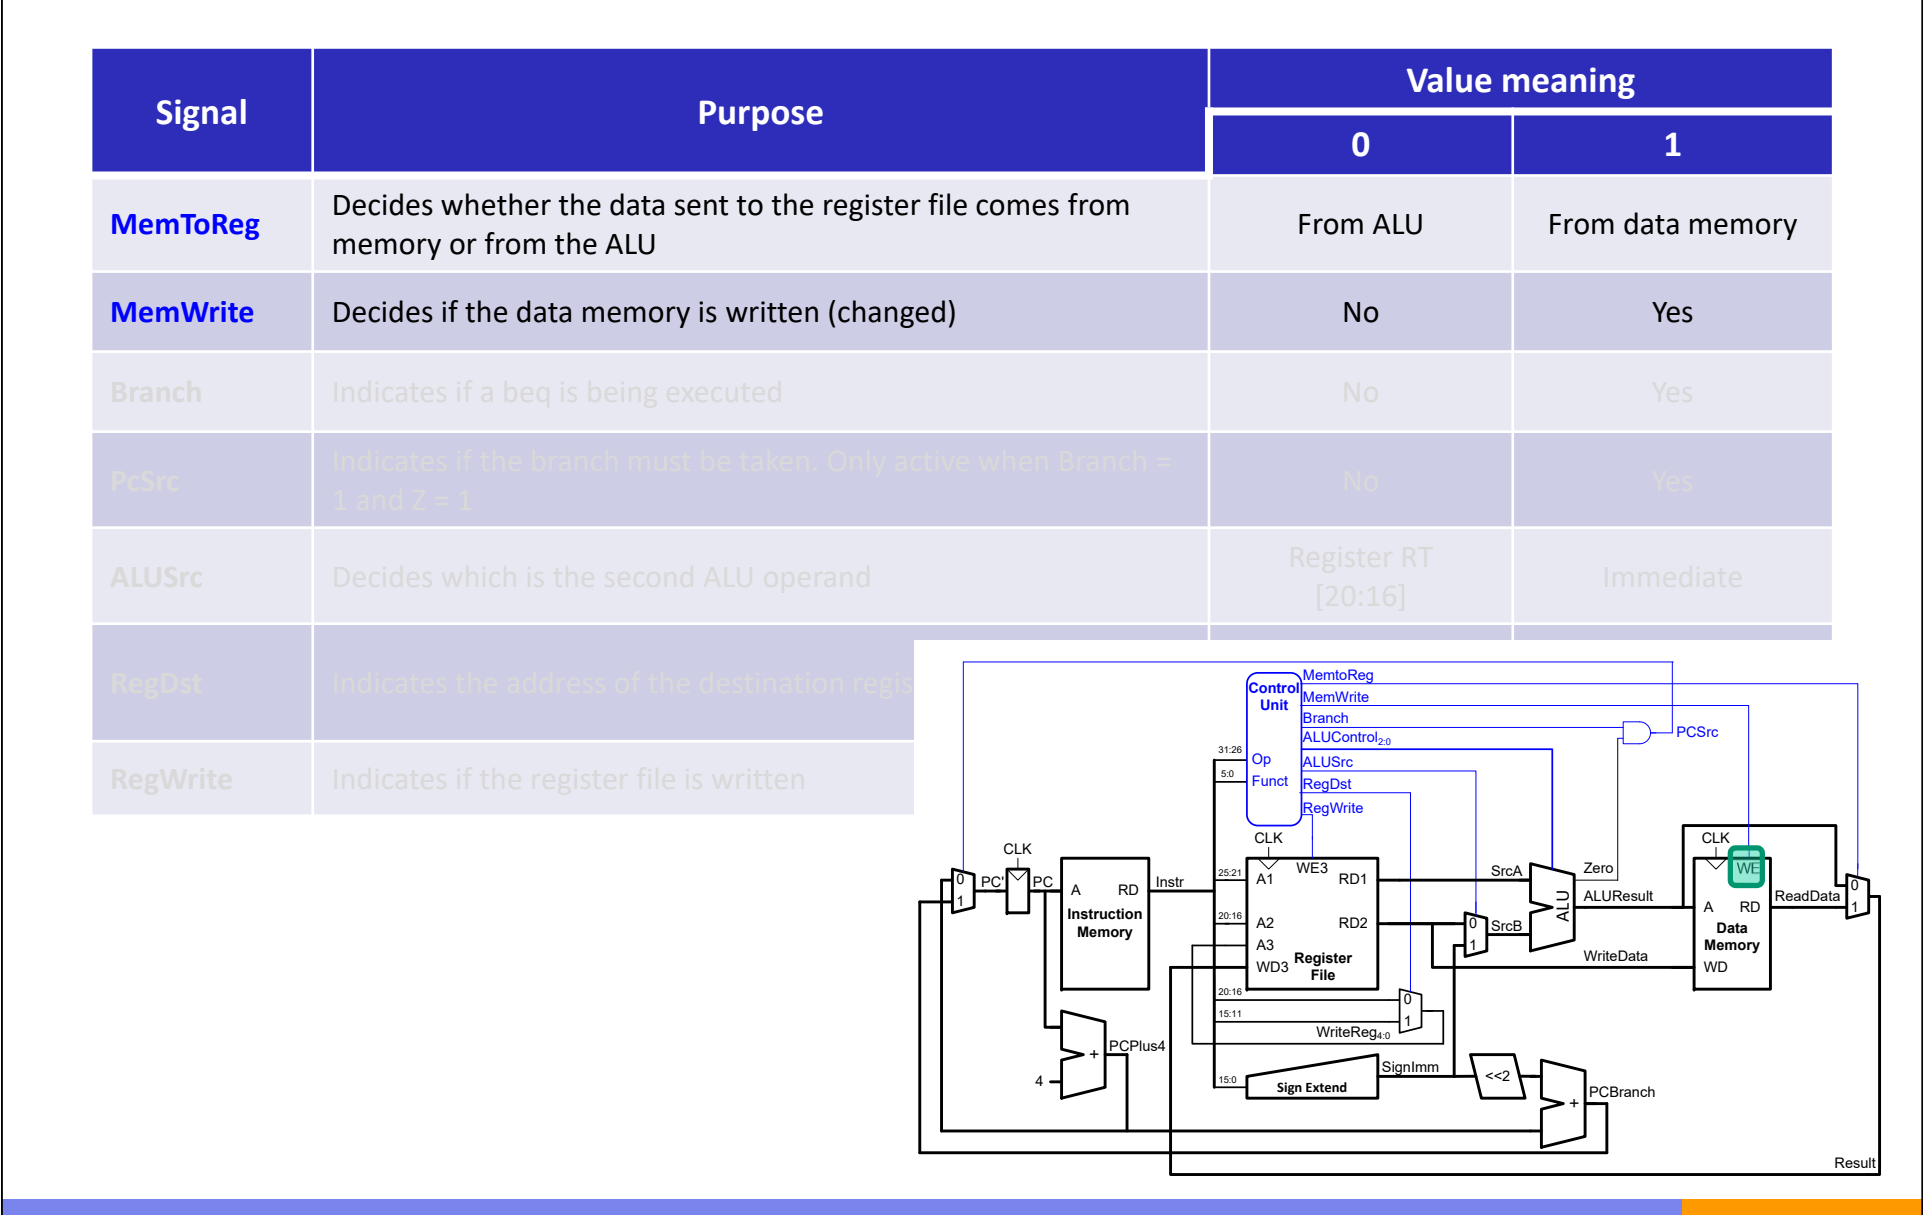 Signal
Purpose
Value meaning
0
1
MemToReg
Decides whether the data sent to the register file comes from
memory or from the ALU
From ALU
From data memory
MemWrite
Decides if the data memory is written (changed)
No
Yes
Branch
Indicates if a beq is being executed
No
Yes
PcSrc
Indicates if the branch must be taken. Only active when Branch =
1 and Z = 1
No
Yes
ALUSrc
Decides which is the second ALU operand
Register RT
[20:16]
Immediate
RegDst
Indicates the address of the destination regis
RegWrite
Indicates if the register file is written
MemtoReg
Control
Unit
MemWrite
Branch
ALUControl2:0
PCSrc
31:26
Op
ALUSrc
5:0
Funct
RegDst
RegWrite
CLK
CLK
CLK
0
1
PC'
PC
A
RD
Instruction
Memory
Instr
25:21
A1
WE3
RD1
SrcA
Zero
WE
0
1
20:16
A2
RD2
0
1
SrcB
ALU
ALUResult
A
RD
ReadData
Data
Memory
A3
WD3
Register
File
WriteData
WD
20:16
0
15:11
1
WriteReg4:0
PCPlus4
+
4
15:0
Sign Extend
SignImm
<<2
+
PCBranch
Result